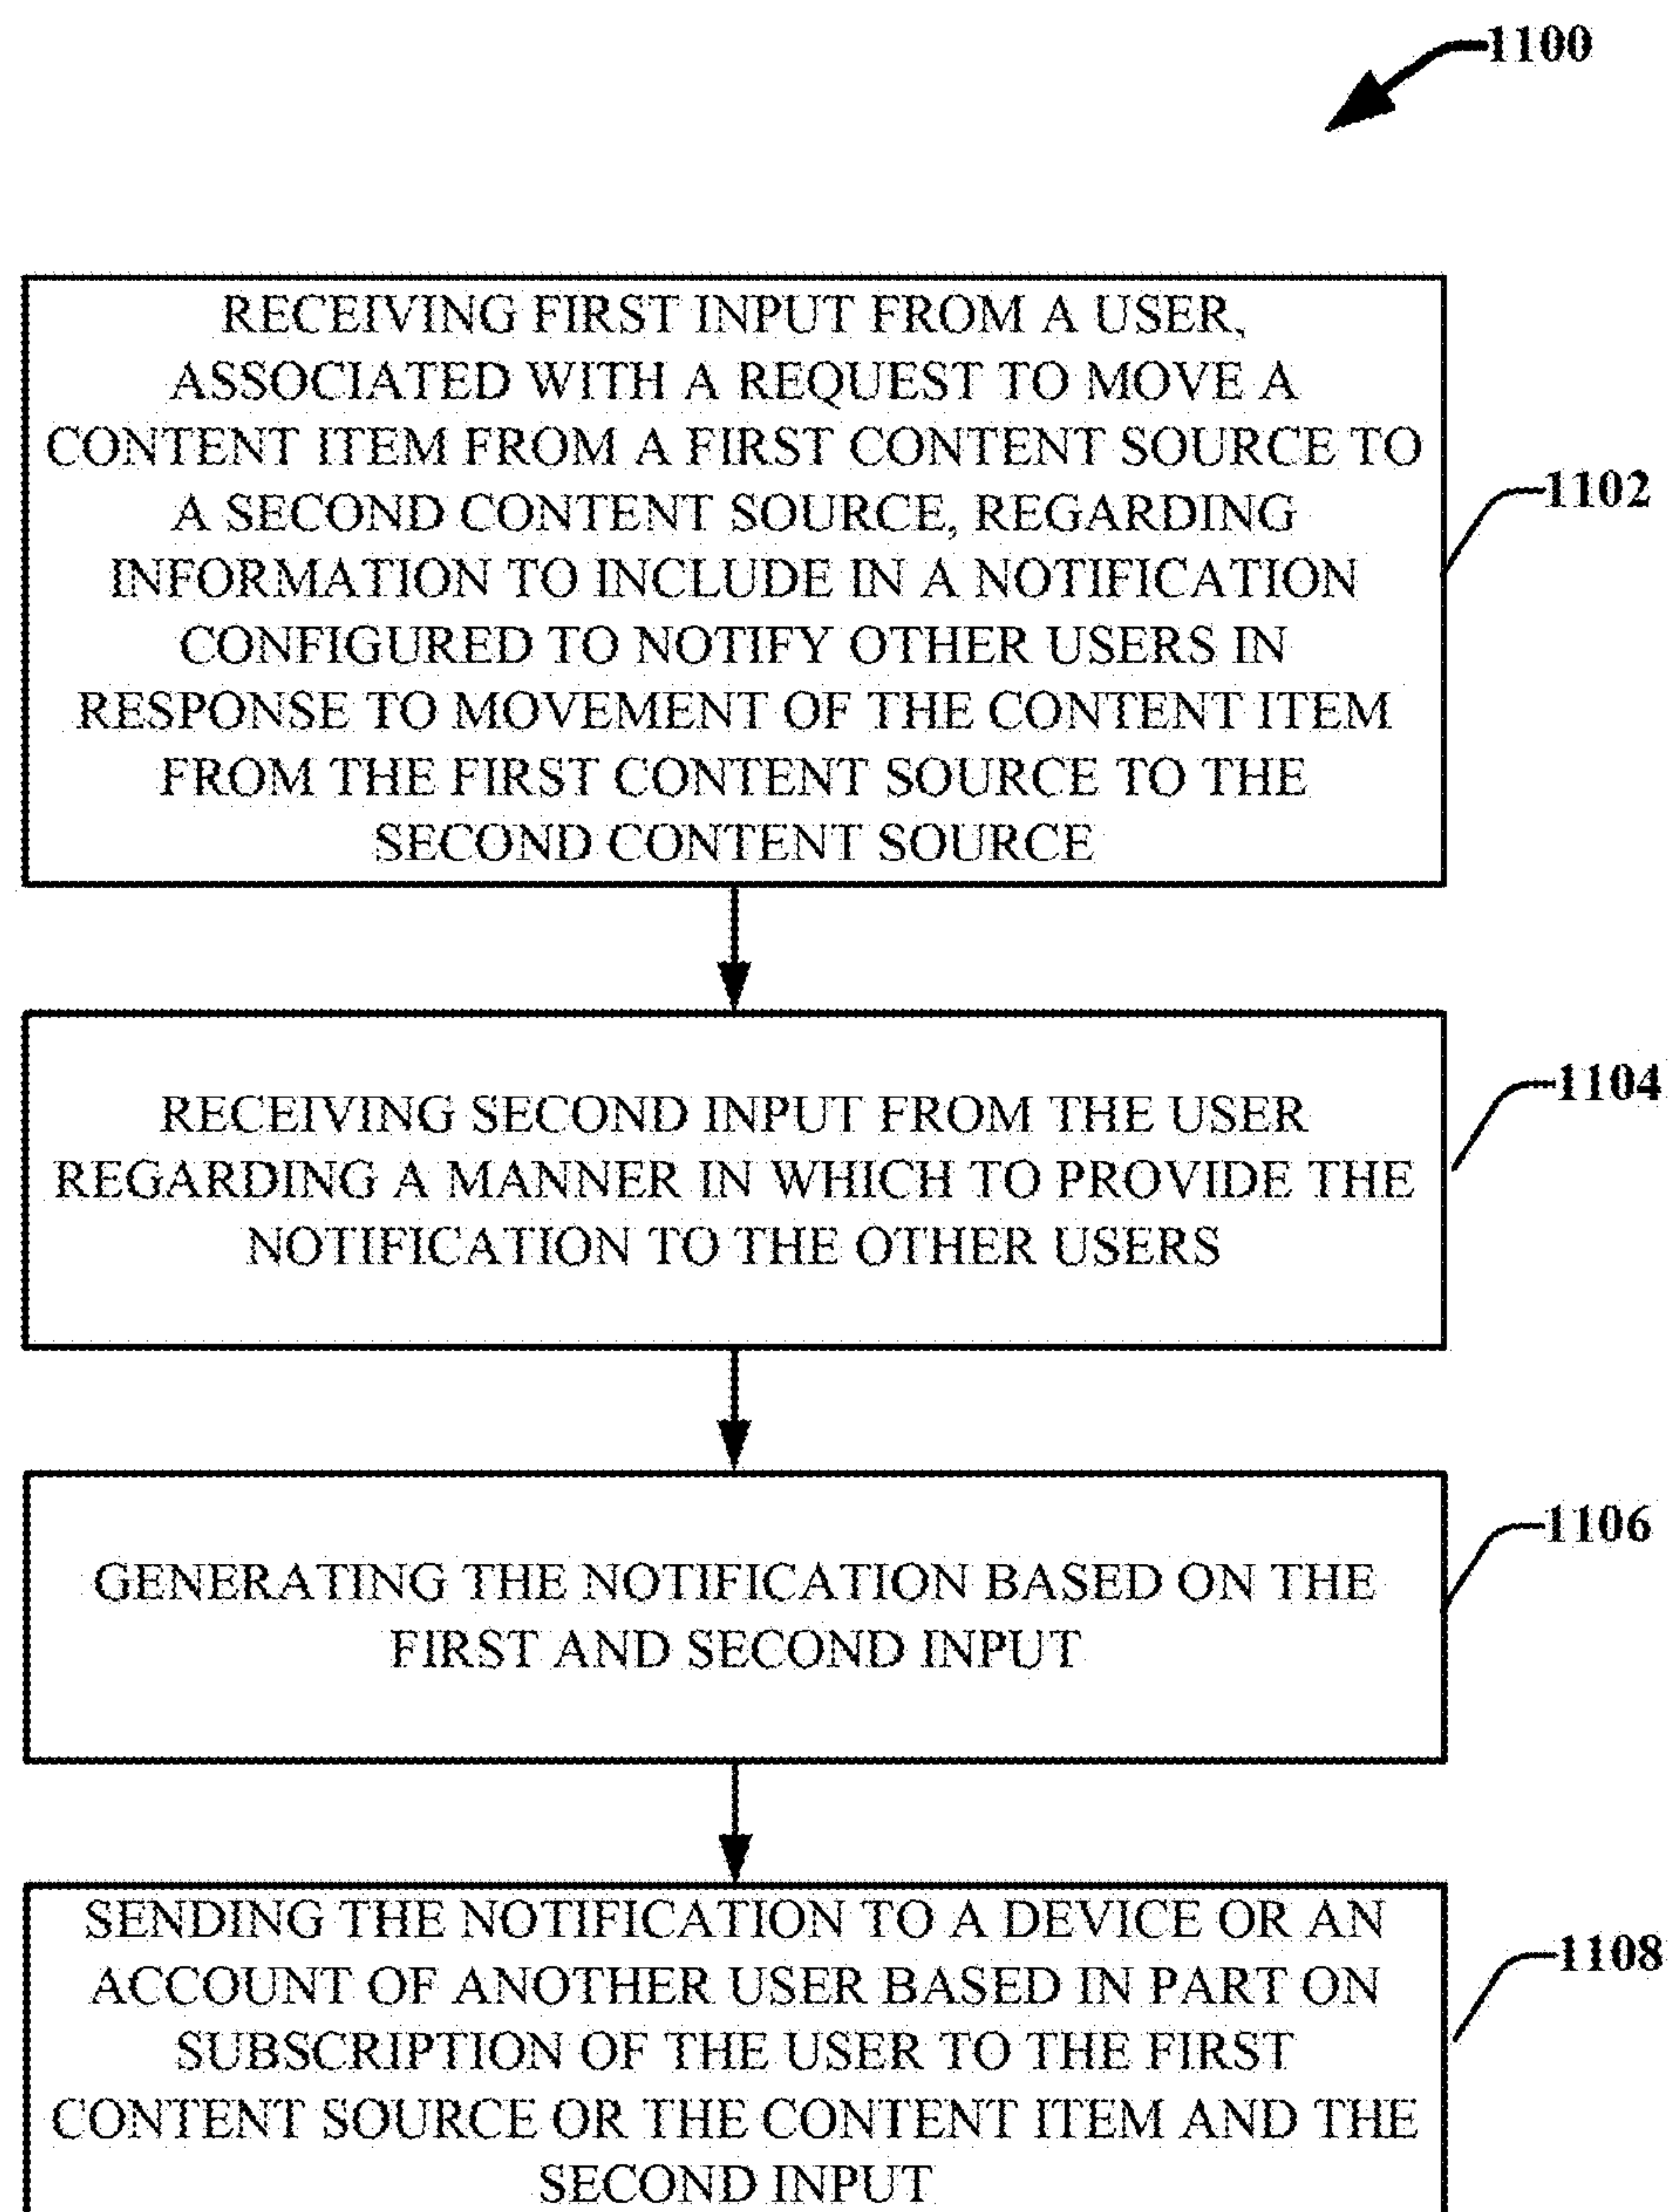 1100
RECEIVING FIRST INPUT FROM A USER,
ASSOCIATED WITH A REQUEST TO MOVE A
CONTENT ITEM FROM A FIRST CONTENT SOURCE TO
A SECOND CONTENT SOURCE, REGARDING
INFORMATION TO INCLUDE IN A NOTIFICATION
CONFIGURED TO NOTIFY OTHER USERS IN
RESPONSE TO MOVEMENT OF THE CONTENT ITEM
FROM THE FIRST CONTENT SOURCE TO THE
SECOND CONTENT SOURCE
1102
RECEIVING SECOND INPUT FROM THE USER
REGARDING A MANNER IN WHICH TO PROVIDE THE
NOTIFICATION TO THE OTHER USERS
1104
GENERATING THE NOTIFICATION BASED ON THE
FIRST AND SECOND INPUT
1106
SENDING THE NOTIFICATION TO A DEVICE OR AN
ACCOUNT OF ANOTHER USER BASED IN PART ON
SUBSCRIPTION OF THE USER TO THE FIRST
CONTENT SOURCE OR THE CONTENT ITEM AND THE
SECOND INPUT
1108